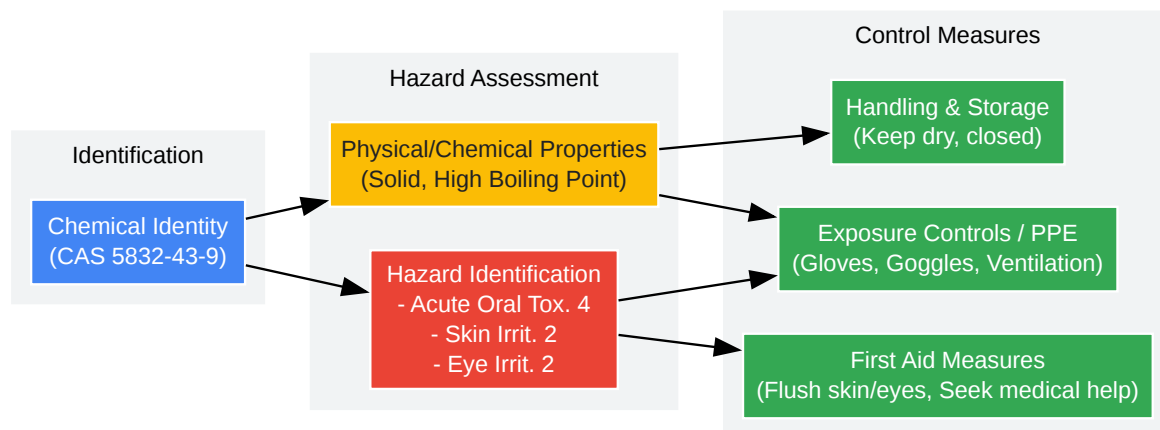 Identification
Chemical Identity
(CAS 5832-43-9)
Hazard Assessment
Physical/Chemical Properties
(Solid, High Boiling Point)
Hazard Identification
- Acute Oral Tox. 4
- Skin Irrit. 2
- Eye Irrit. 2
Control Measures
Handling & Storage
(Keep dry, closed)
Exposure Controls / PPE
(Gloves, Goggles, Ventilation)
First Aid Measures
(Flush skin/eyes, Seek medical help)